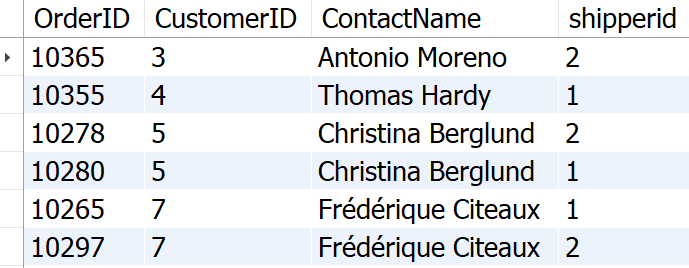 OrderID CustomerID ContactName shipperid
10365 3 Antonio Moreno 2
10355 4 Thomas Hardy 1
10278 5 Christina Berglund 2
10280 5 Christina Berglund 1
10265 7 Frédérique Citeaux 1
10297 7 Frédérique Citeaux 2